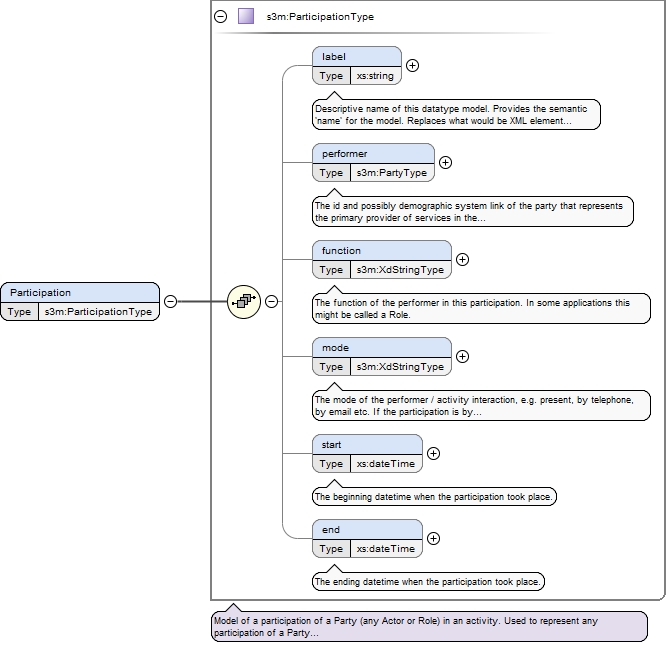 s3m:ParticipationType
label
Type xs:string
Descriptive name of this datatype model. Provides the semantic
'name' for the model. Replaces what would be XML element...
performer
Type s3m:PartyType
The id and possibly demographic system link of the party that represents
the primary provider of services in the...
function
Type s3m:XdStringType
The function of the performer in this participation. In some applications this
might be called a Role.
Participation
Type s3m:ParticipationType
mode
Type s3m:XdStringType
The mode of the performer / activity interaction, e.g. present, by telephone,
by email etc. If the participation is by...
start
Type xs:dateTime
The beginning datetime when the participation took place.
end
Type xs:dateTime
The ending datetime when the participation took place.
Model of a participation of a Party (any Actor or Role) in an activity. Used to represent any
participation of a Party...